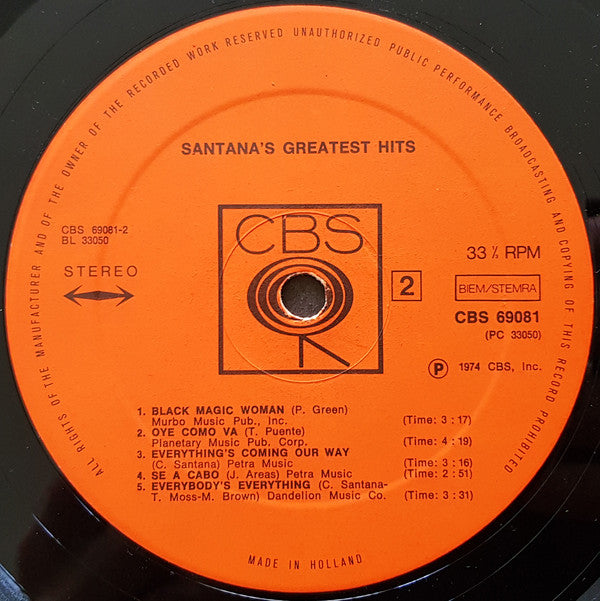 ALL RIGHTS OF THE MANUFACTURER AND OF THE OWNER OF THE RECORDED WORK RESERVED UNAUTHORIZED PUBLIC PERFORMANCE BROADCASTING AND COPYING OF THIS RECORD PROHIBITED
SANTANA'S GREATEST HITS
CBS 69081-2
BL 33050
STEREO
CBS
2
33 ⅓ RPM
BIEM/STEMRA
CBS 69081
(PC 33050)
Ⓟ 1974 CBS, Inc.
1. BLACK MAGIC WOMAN (P. Green)
Murbo Music Pub., Inc. (Time: 3 : 17)
2. OYE COMO VA (T. Puente)
Planetary Music Pub. Corp. (Time: 4 : 19)
3. EVERYTHING'S COMING OUR WAY
(C. Santana) Petra Music (Time: 3 : 16)
4. SE A CABO (J. Areas) Petra Music (Time: 2 : 51)
5. EVERYBODY'S EVERYTHING (C. Santana-
T. Moss-M. Brown) Dandelion Music Co. (Time: 3 : 31)
MADE IN HOLLAND